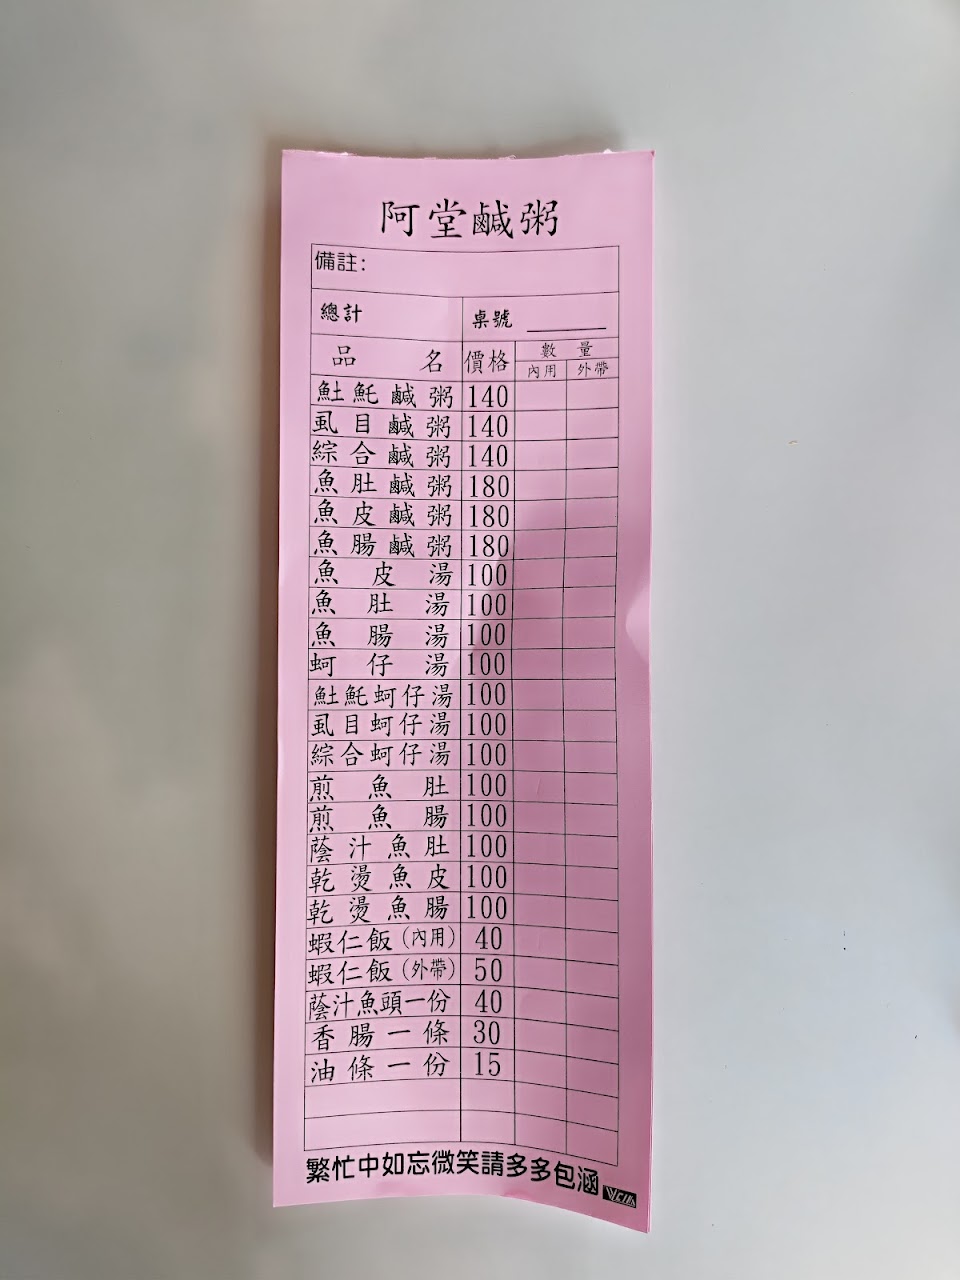 阿堂鹹粥
備註:
總計 桌號
品名 價格 數量
內用 外帶
𩵚魠鹹粥 140
虱目鹹粥 140
綜合鹹粥 140
魚肚鹹粥 180
魚皮鹹粥 180
魚腸鹹粥 180
魚皮湯 100
魚肚湯 100
魚腸湯 100
蚵仔湯 100
𩵚魠蚵仔湯 100
虱目蚵仔湯 100
綜合蚵仔湯 100
煎魚肚 100
煎魚腸 100
蔭汁魚肚 100
乾燙魚皮 100
乾燙魚腸 100
蝦仁飯(內用) 40
蝦仁飯(外帶) 50
蔭汁魚頭一份 40
香腸一條 30
油條一份 15
繁忙中如忘微笑請多多包涵